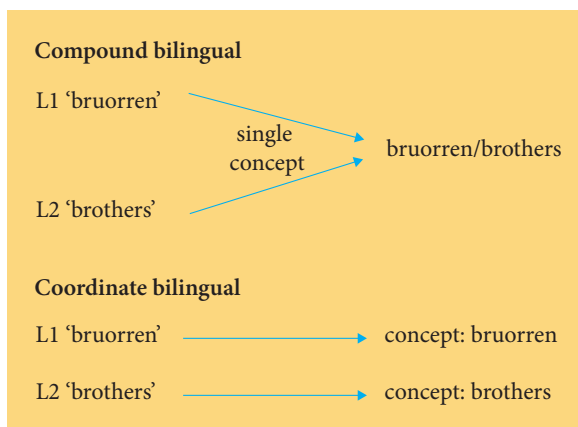 Compound bilingual
L1 ‘bruorren’
single
concept
bruorren/brothers
L2 ‘brothers’
Coordinate bilingual
L1 ‘bruorren’ concept: bruorren
L2 ‘brothers’ concept: brothers